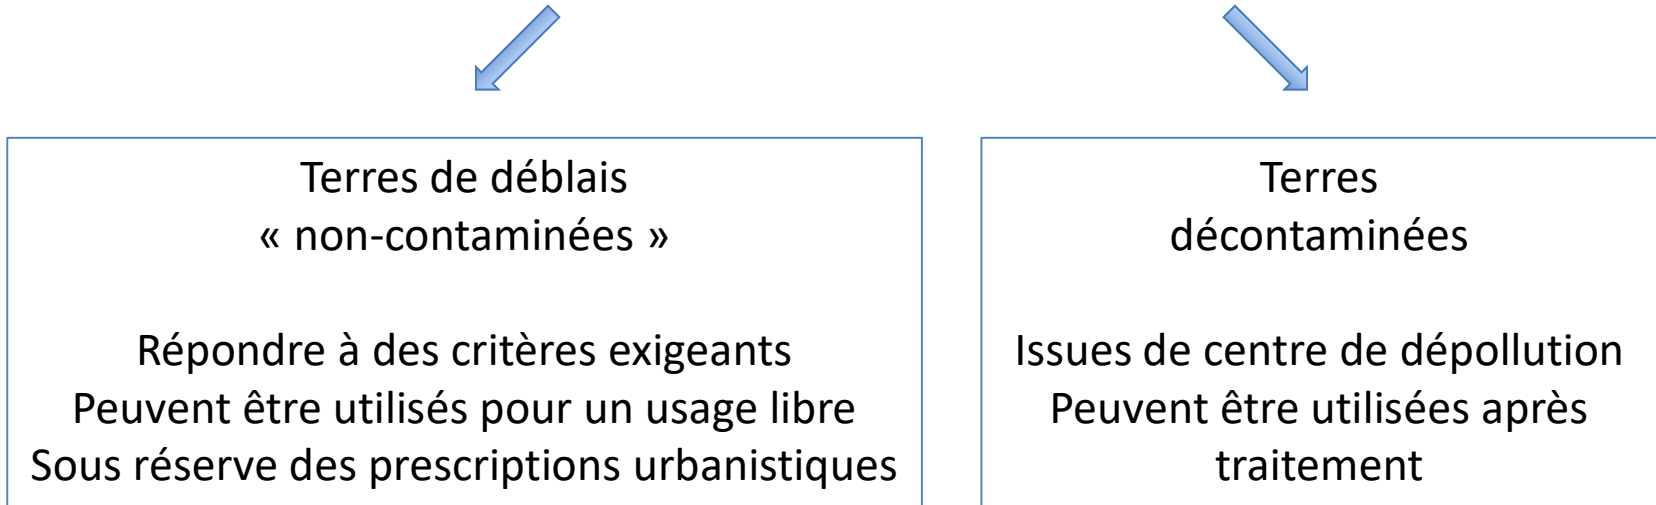 Terres de déblais
« non-contaminées »
Répondre à des critères exigeants
Peuvent être utilisés pour un usage libre
Sous réserve des prescriptions urbanistiques
Terres
décontaminées
Issues de centre de dépollution
Peuvent être utilisées après
traitement